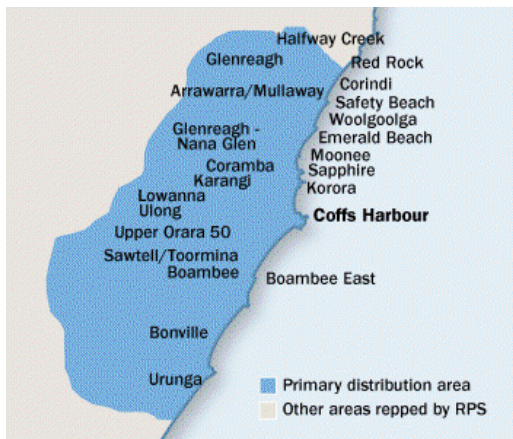 Halfway Creek
Glenreagh
Red Rock
Corindi
Arrawarra/Mullaway
Safety Beach
Woolgoolga
Glenreagh -
Nana Glen
Emerald Beach
Moonee
Coramba
Sapphire
Karangi
Korora
Lowanna
Ulong
Coffs Harbour
Upper Orara 50
Sawtell/Toormina
Boambee
Boambee East
Bonville
Urunga
Primary distribution area
Other areas repped by RPS